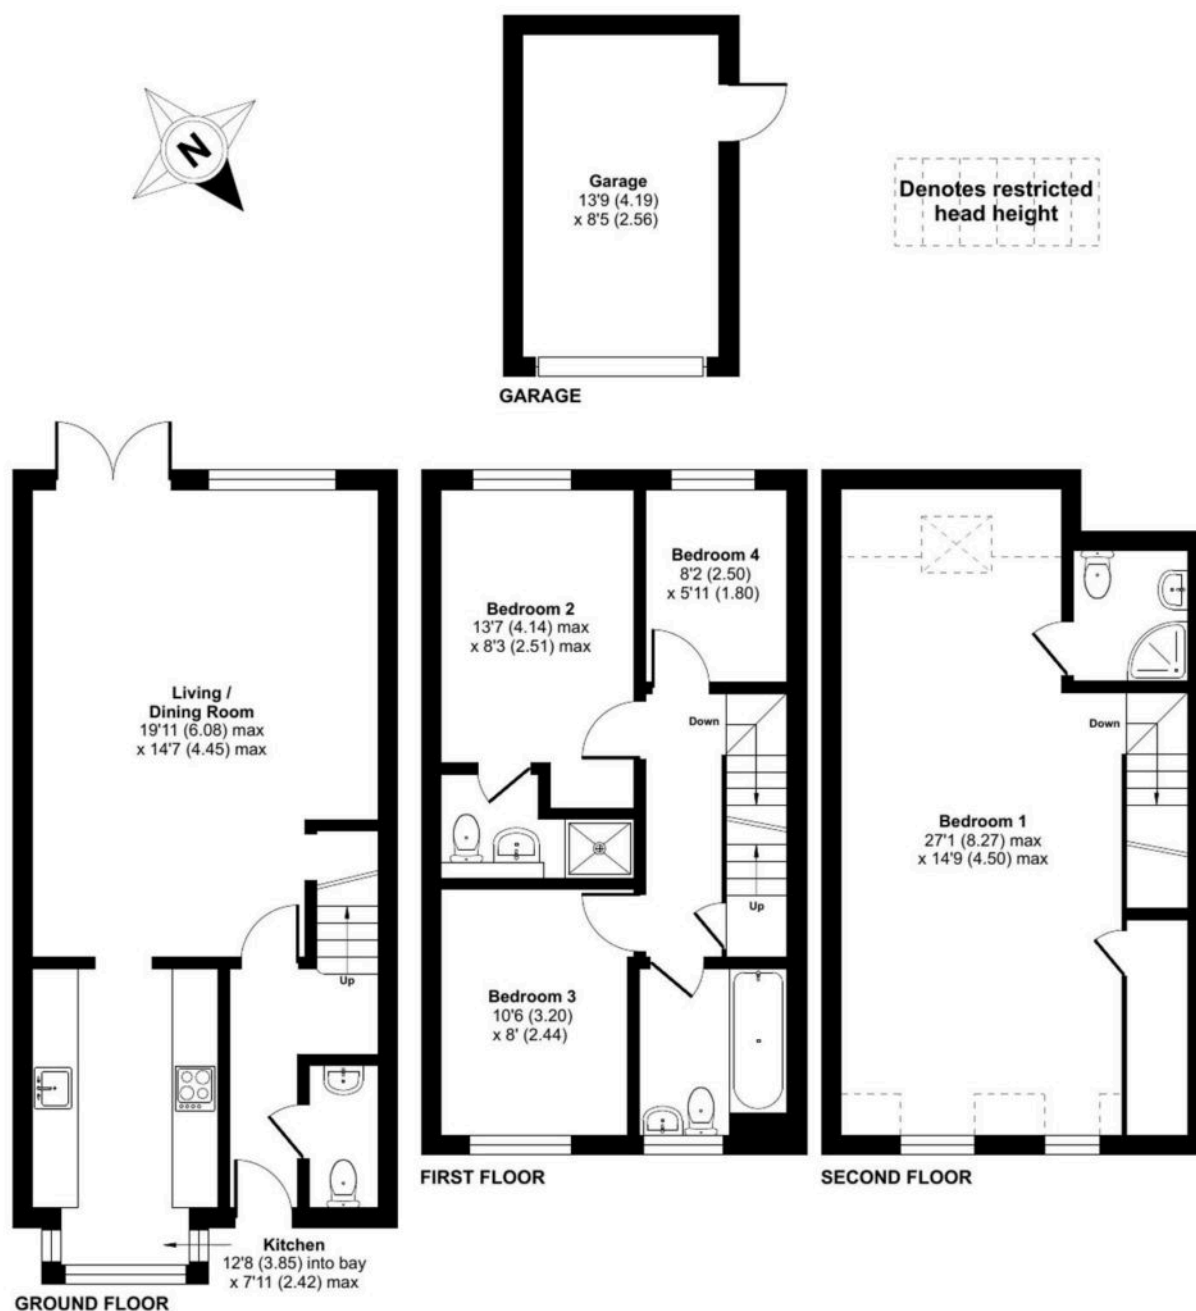 N
Garage
13'9 (4.19)
x 8'5 (2.56)
GARAGE
Denotes restricted
head height
Living /
Dining Room
19'11 (6.08) max
x 14'7 (4.45) max
Up
Kitchen
12'8 (3.85) into bay
x 7'11 (2.42) max
GROUND FLOOR
Bedroom 2
13'7 (4.14) max
x 8'3 (2.51) max
Bedroom 4
8'2 (2.50)
x 5'11 (1.80)
Down
Up
Bedroom 3
10'6 (3.20)
x 8' (2.44)
FIRST FLOOR
Down
Bedroom 1
27'1 (8.27) max
x 14'9 (4.50) max
SECOND FLOOR